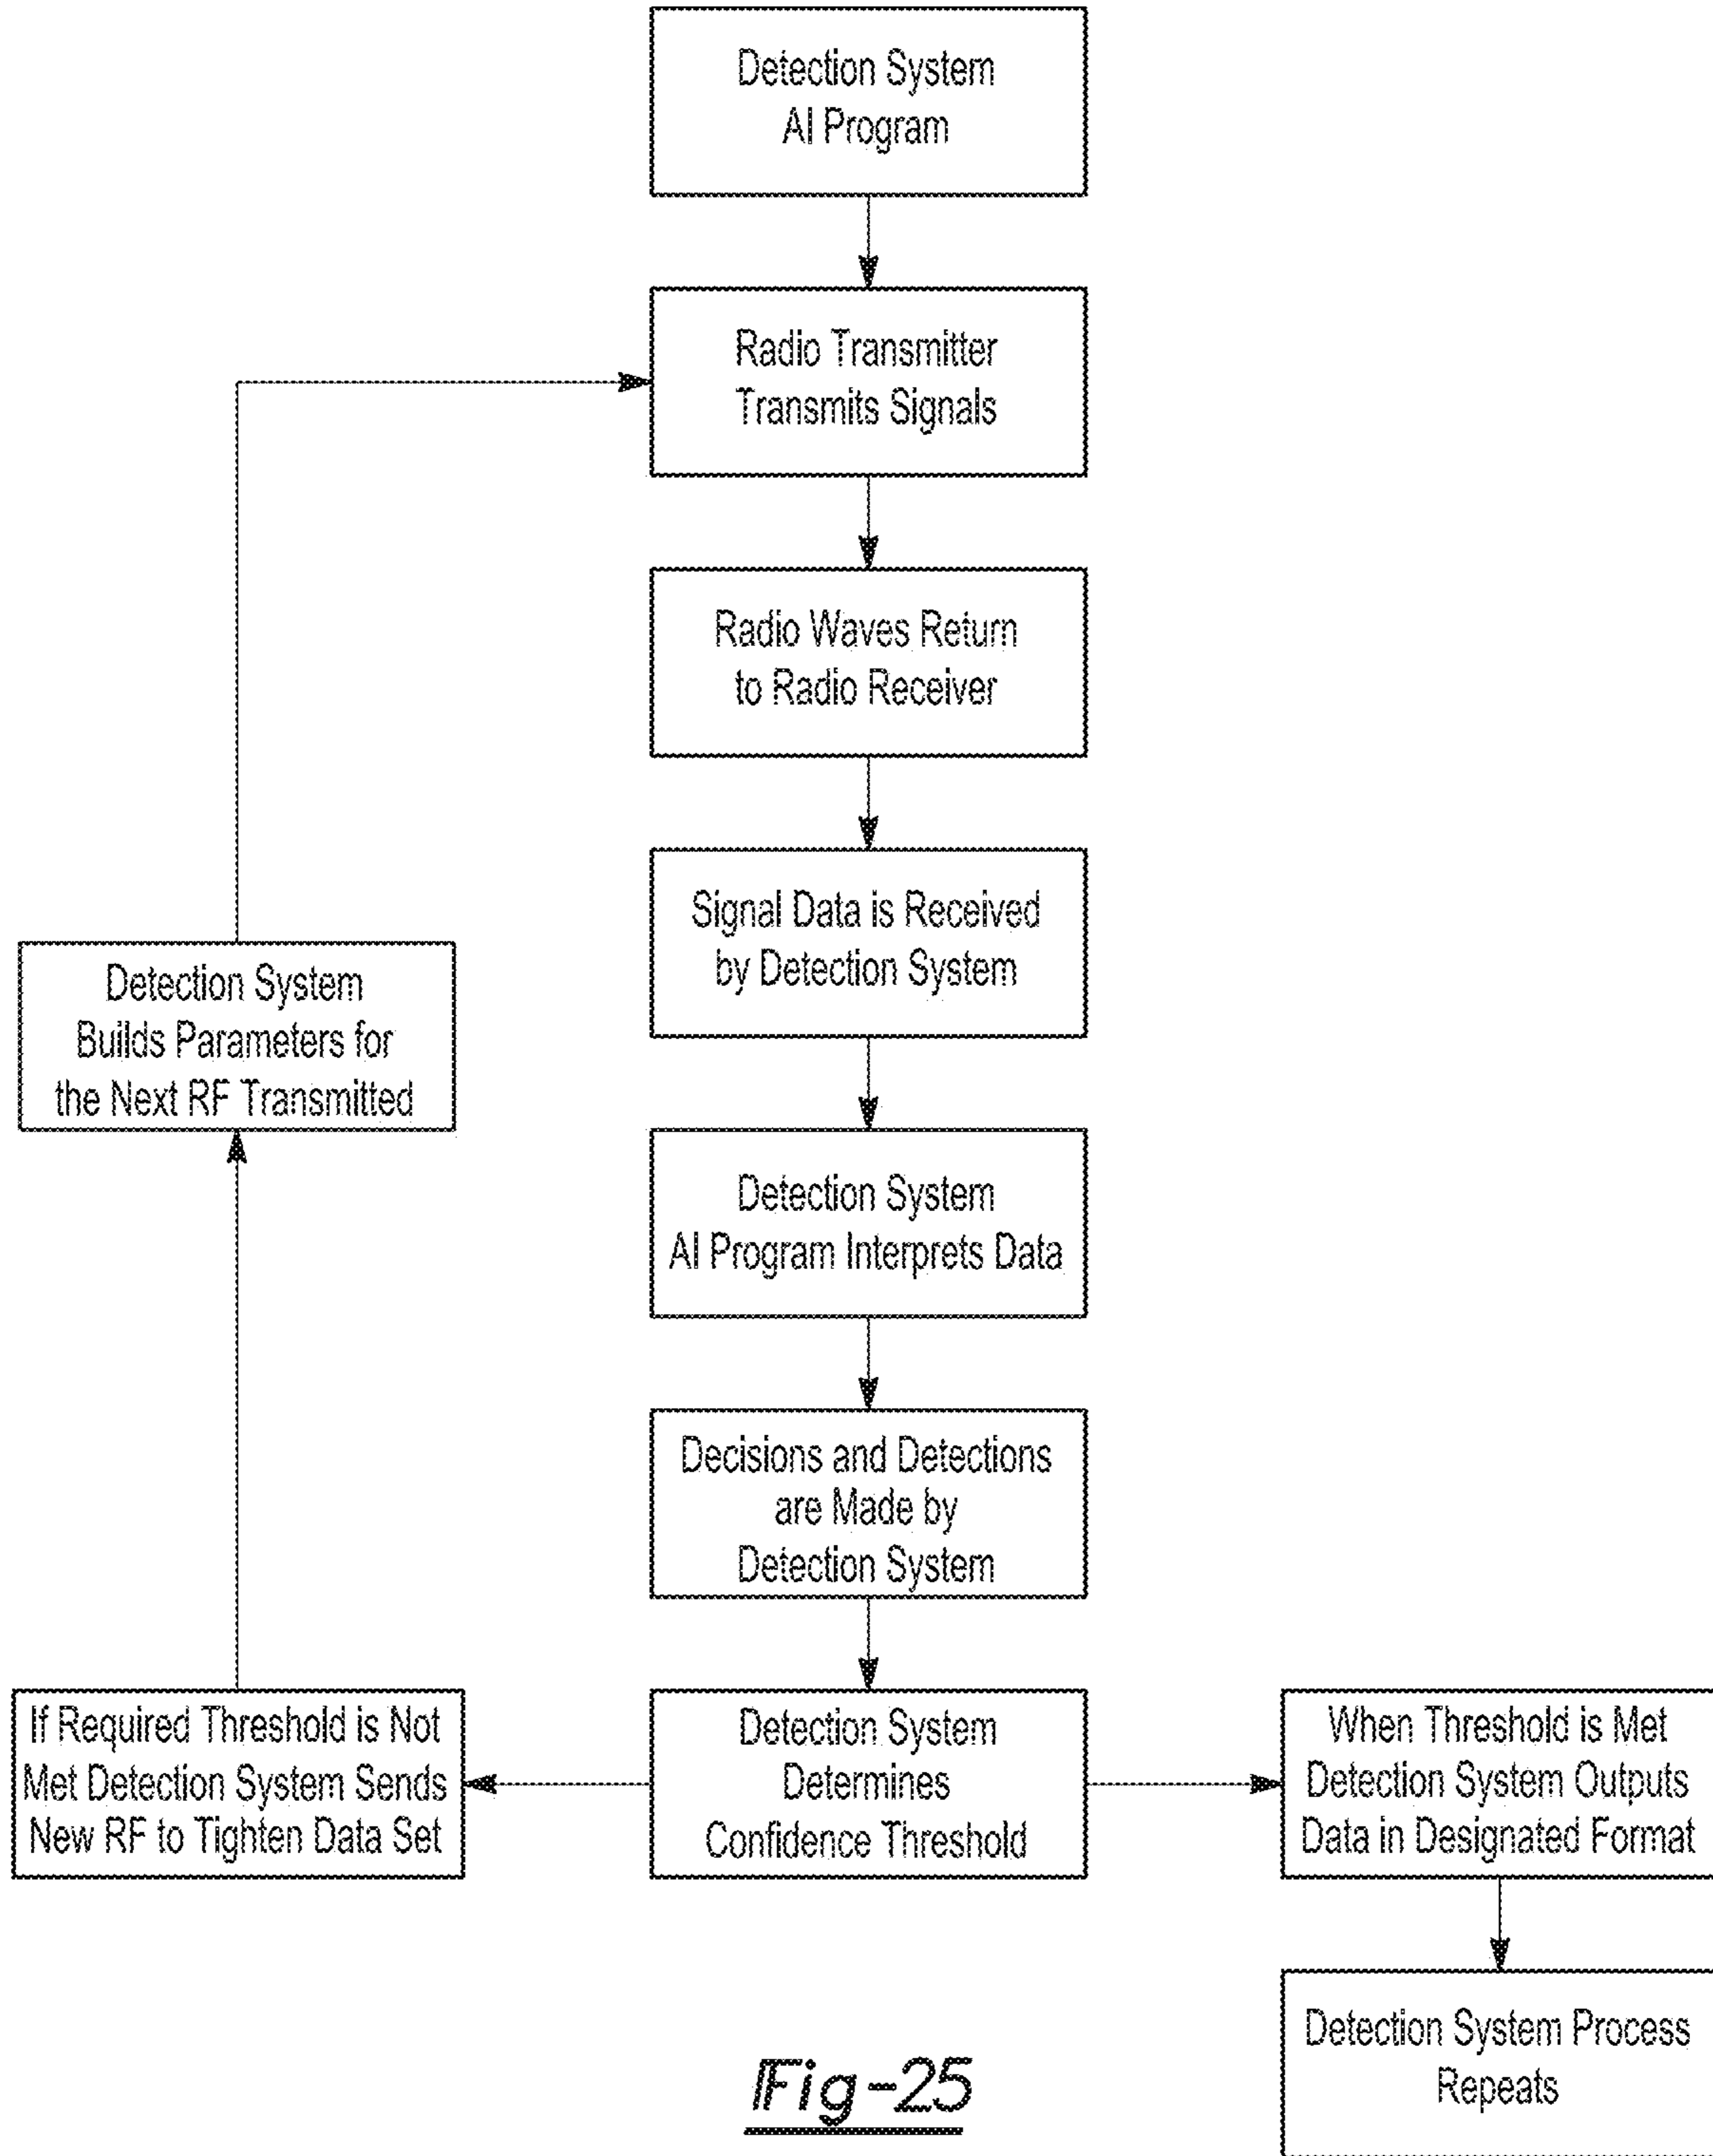 Detection System
AI Program
Radio Transmitter
Transmits Signals
Radio Waves Return
to Radio Receiver
Signal Data is Received
by Detection System
Detection System
Builds Parameters for
the Next RF Transmitted
Detection System
AI Program Interprets Data
Decisions and Detections
are Made by
Detection System
If Required Threshold is Not
Met Detection System Sends
New RF to Tighten Data Set
Detection System
Determines
Confidence Threshold
When Threshold is Met
Detection System Outputs
Data in Designated Format
Detection System Process
Repeats
Fig-25